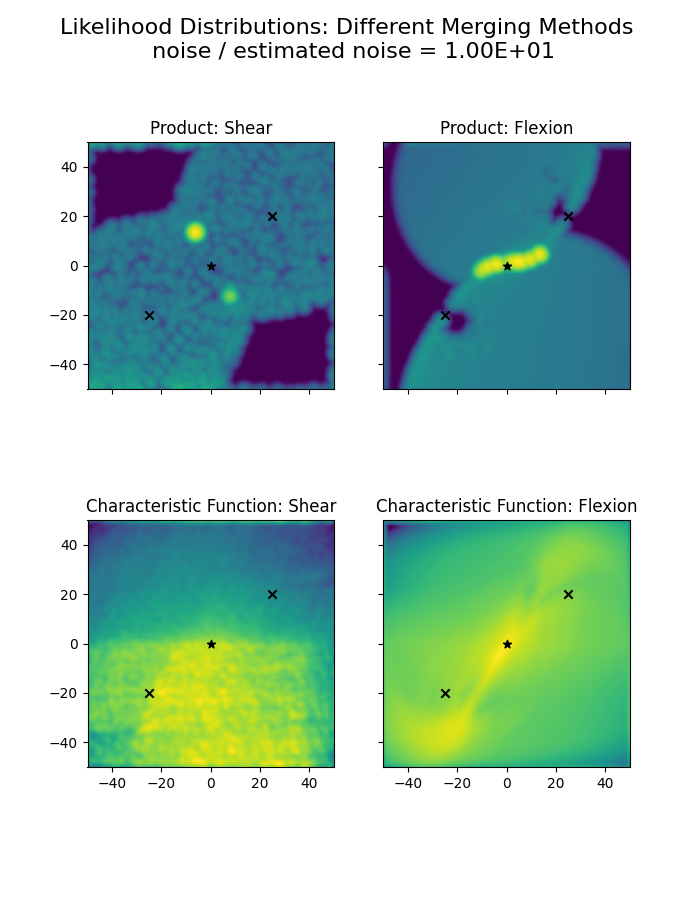 Likelihood Distributions: Different Merging Methods
noise / estimated noise = 1.00E+01
Product: Shear
Product: Flexion
40
20
0
−20
−40
Characteristic Function: Shear
Characteristic Function: Flexion
40
20
0
−20
−40
−40 −20 0 20 40
−40 −20 0 20 40